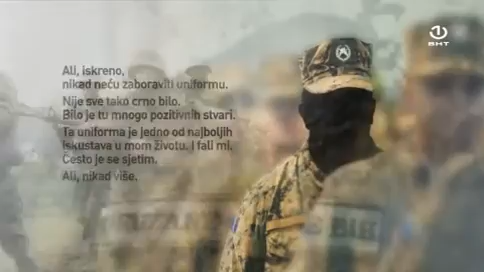 BHT
Ali, iskreno,
nikad neću zaboraviti uniformu.
Nije sve tako crno bilo.
Bilo je tu mnogo pozitivnih stvari.
Ta uniforma je jedno od najboljih
iskustava u mom životu. I fali mi.
Često je se sjetim.
Ali, nikad više.
BIH